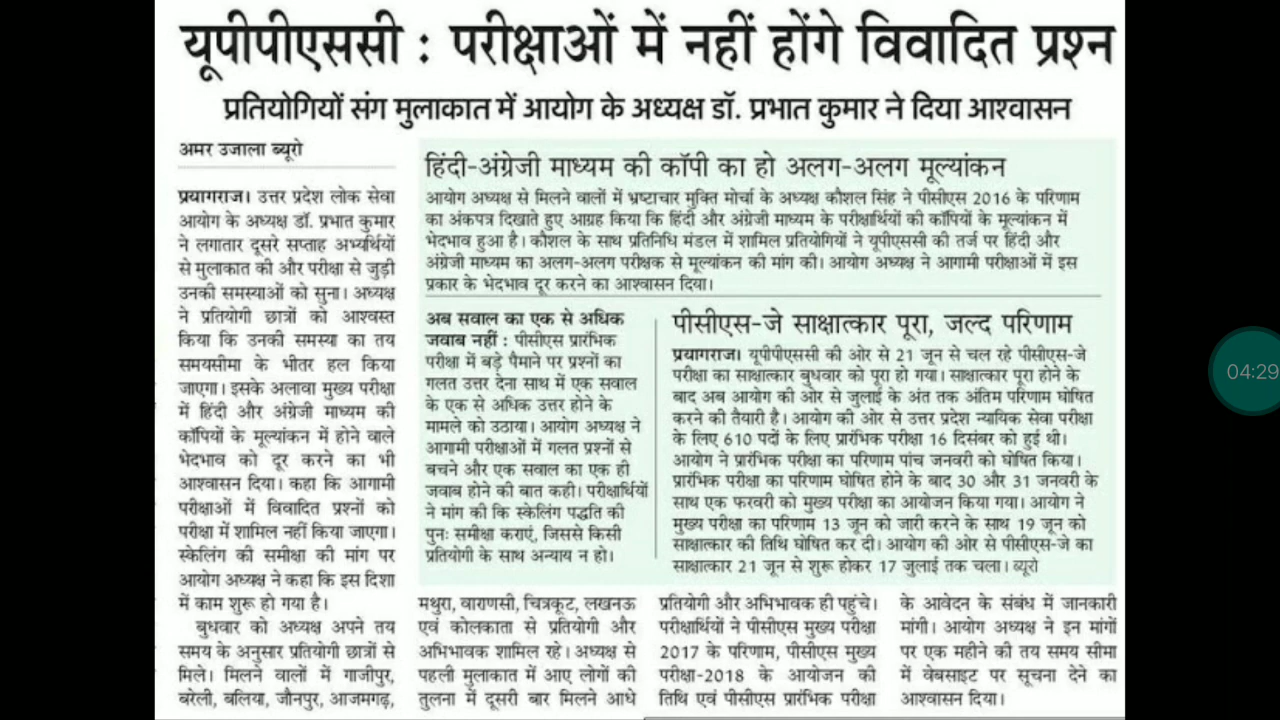 यूपीपीएससी : परीक्षाओं में नहीं होंगे विवादित प्रश्न
प्रतियोगियों संग मुलाकात में आयोग के अध्यक्ष डॉ. प्रभात कुमार ने दिया आश्वासन
अमर उजाला ब्यूरो
प्रयागराज। उत्तर प्रदेश लोक सेवा
आयोग के अध्यक्ष डॉ. प्रभात कुमार
ने लगातार दूसरे सप्ताह अभ्यर्थियों
से मुलाकात की और परीक्षा से जुड़ी
उनकी समस्याओं को सुना। अध्यक्ष
ने प्रतियोगी छात्रों को आश्वस्त
किया कि उनकी समस्या का तय
समयसीमा के भीतर हल किया
जाएगा। इसके अलावा मुख्य परीक्षा
में हिंदी और अंग्रेजी माध्यम की
कॉपियों के मूल्यांकन में होने वाले
भेदभाव को दूर करने का भी
आश्वासन दिया। कहा कि आगामी
परीक्षाओं में विवादित प्रश्नों को
परीक्षा में शामिल नहीं किया जाएगा।
स्केलिंग की समीक्षा की मांग पर
आयोग अध्यक्ष ने कहा कि इस दिशा
में काम शुरू हो गया है।
बुधवार को अध्यक्ष अपने तय
समय के अनुसार प्रतियोगी छात्रों से
मिले। मिलने वालों में गाजीपुर,
बरेली, बलिया, जौनपुर, आजमगढ़,
हिंदी-अंग्रेजी माध्यम की कॉपी का हो अलग-अलग मूल्यांकन
आयोग अध्यक्ष से मिलने वालों में भ्रष्टाचार मुक्ति मोर्चा के अध्यक्ष कौशल सिंह ने पीसीएस 2016 के परिणाम
का अंकपत्र दिखाते हुए आग्रह किया कि हिंदी और अंग्रेजी माध्यम के परीक्षार्थियों की कॉपियों के मूल्यांकन में
भेदभाव हुआ है। कौशल के साथ प्रतिनिधि मंडल में शामिल प्रतियोगियों ने यूपीएससी की तर्ज पर हिंदी और
अंग्रेजी माध्यम का अलग-अलग परीक्षक से मूल्यांकन की मांग की। आयोग अध्यक्ष ने आगामी परीक्षाओं में इस
प्रकार के भेदभाव दूर करने का आश्वासन दिया।
अब सवाल का एक से अधिक
जवाब नहीं : पीसीएस प्रारंभिक
परीक्षा में बड़े पैमाने पर प्रश्नों का
गलत उत्तर देना साथ में एक सवाल
के एक से अधिक उत्तर होने के
मामले को उठाया। आयोग अध्यक्ष ने
आगामी परीक्षाओं में गलत प्रश्नों से
बचने और एक सवाल का एक ही
जवाब होने की बात कही। परीक्षार्थियों
ने मांग की कि स्केलिंग पद्धति की
पुनः समीक्षा कराएं, जिससे किसी
प्रतियोगी के साथ अन्याय न हो।
पीसीएस-जे साक्षात्कार पूरा, जल्द परिणाम
प्रयागराज। यूपीपीएससी की ओर से 21 जून से चल रहे पीसीएस-जे
परीक्षा का साक्षात्कार बुधवार को पूरा हो गया। साक्षात्कार पूरा होने के
बाद अब आयोग की ओर से जुलाई के अंत तक अंतिम परिणाम घोषित
करने की तैयारी है। आयोग की ओर से उत्तर प्रदेश न्यायिक सेवा परीक्षा
के लिए 610 पदों के लिए प्रारंभिक परीक्षा 16 दिसंबर को हुई थी।
आयोग ने प्रारंभिक परीक्षा का परिणाम पांच जनवरी को घोषित किया।
प्रारंभिक परीक्षा का परिणाम घोषित होने के बाद 30 और 31 जनवरी के
साथ एक फरवरी को मुख्य परीक्षा का आयोजन किया गया। आयोग ने
मुख्य परीक्षा का परिणाम 13 जून को जारी करने के साथ 19 जून को
साक्षात्कार की तिथि घोषित कर दी। आयोग की ओर से पीसीएस-जे का
साक्षात्कार 21 जून से शुरू होकर 17 जुलाई तक चला। ब्यूरो
मथुरा, वाराणसी, चित्रकूट, लखनऊ
एवं कोलकाता से प्रतियोगी और
अभिभावक शामिल रहे। अध्यक्ष से
पहली मुलाकात में आए लोगों की
तुलना में दूसरी बार मिलने आधे
प्रतियोगी और अभिभावक ही पहुंचे।
परीक्षार्थियों ने पीसीएस मुख्य परीक्षा
2017 के परिणाम, पीसीएस मुख्य
परीक्षा-2018 के आयोजन की
तिथि एवं पीसीएस प्रारंभिक परीक्षा
के आवेदन के संबंध में जानकारी
मांगी। आयोग अध्यक्ष ने इन मांगों
पर एक महीने की तय समय सीमा
में वेबसाइट पर सूचना देने का
आश्वासन दिया।
04:29